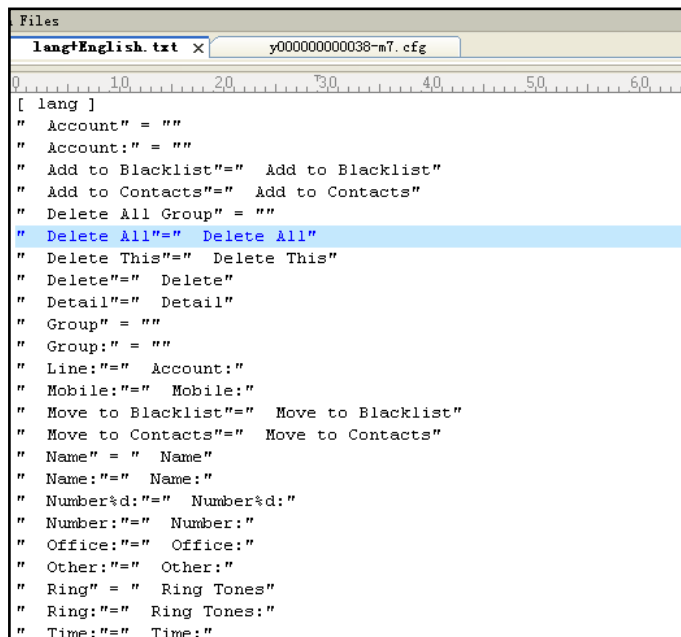 Files
lang+English.txt × y000000000038-m7.cfg
0 10 20 30 40 50 60
[ lang ]
"  Account" = ""
"  Account:" = ""
"  Add to Blacklist"="  Add to Blacklist"
"  Add to Contacts"="  Add to Contacts"
"  Delete All Group" = ""
"  Delete All"="  Delete All"
"  Delete This"="  Delete This"
"  Delete"="  Delete"
"  Detail"="  Detail"
"  Group" = ""
"  Group:" = ""
"  Line:"="  Account:"
"  Mobile:"="  Mobile:"
"  Move to Blacklist"="  Move to Blacklist"
"  Move to Contacts"="  Move to Contacts"
"  Name" = "  Name"
"  Name:"="  Name:"
"  Number%d:"="  Number%d:"
"  Number:"="  Number:"
"  Office:"="  Office:"
"  Other:"="  Other:"
"  Ring" = "  Ring Tones"
"  Ring:"="  Ring Tones:"
"  Time:"="  Time:"